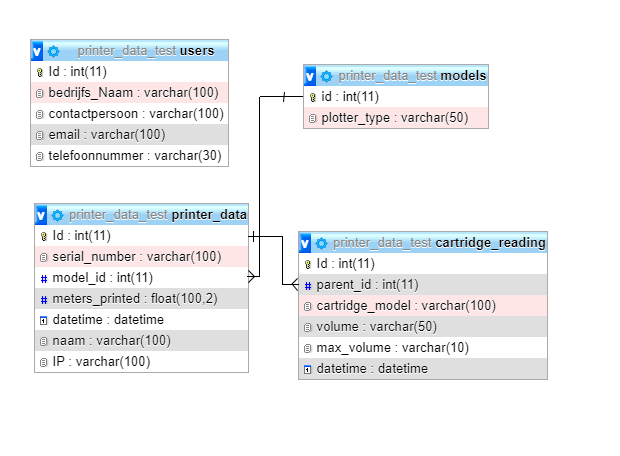 v printer_data_test users
Id : int(11)
bedrijfs_Naam : varchar(100)
contactpersoon : varchar(100)
email : varchar(100)
telefoonnummer : varchar(30)
v printer_data_test models
id : int(11)
plotter_type : varchar(50)
v printer_data_test printer_data
Id : int(11)
serial_number : varchar(100)
# model_id : int(11)
# meters_printed : float(100,2)
datetime : datetime
naam : varchar(100)
IP : varchar(100)
v printer_data_test cartridge_reading
Id : int(11)
# parent_id : int(11)
cartridge_model : varchar(100)
volume : varchar(50)
max_volume : varchar(10)
datetime : datetime